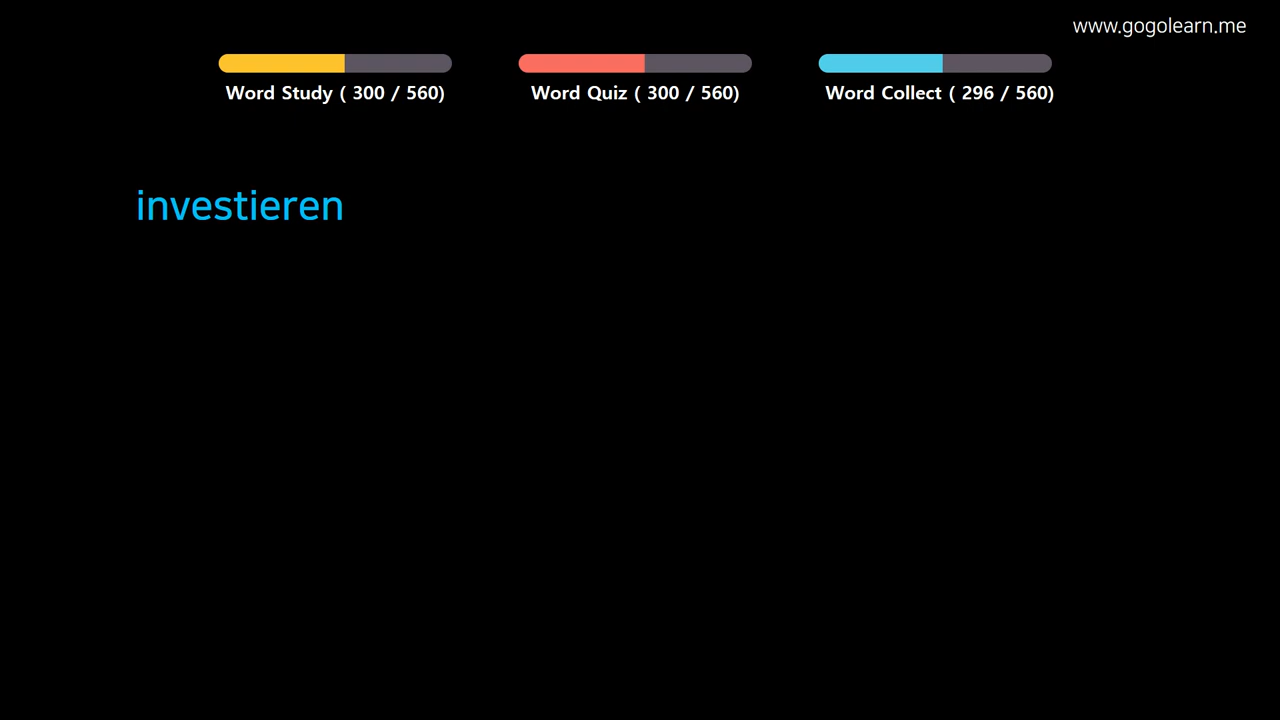 www.gogolearn.me
Word Study ( 300 / 560)
Word Quiz ( 300 / 560)
Word Collect ( 296 / 560)
investieren